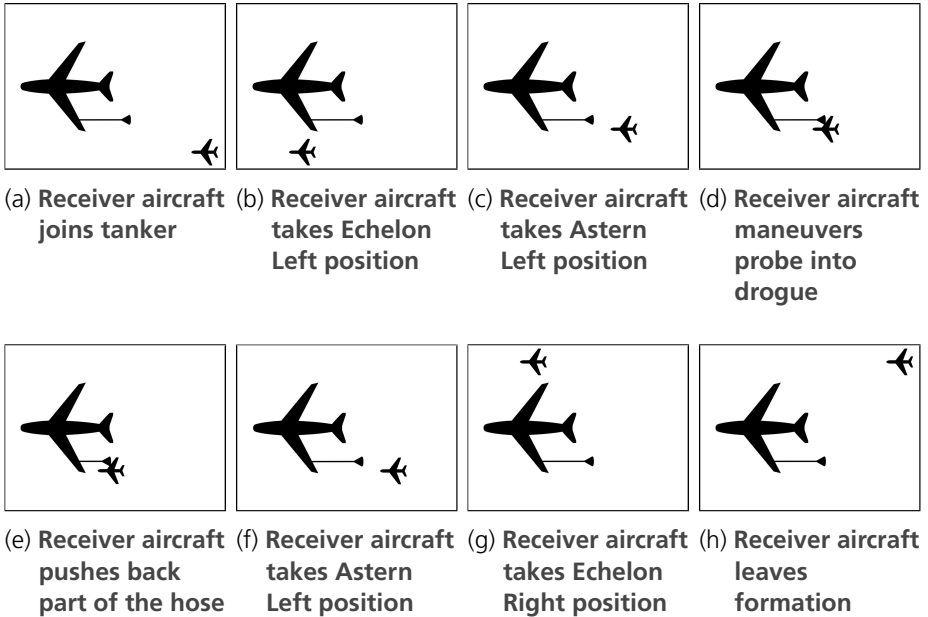 (a) Receiver aircraft
joins tanker
(b) Receiver aircraft
takes Echelon
Left position
(c) Receiver aircraft
takes Astern
Left position
(d) Receiver aircraft
maneuvers
probe into
drogue
(e) Receiver aircraft
pushes back
part of the hose
(f) Receiver aircraft
takes Astern
Left position
(g) Receiver aircraft
takes Echelon
Right position
(h) Receiver aircraft
leaves
formation